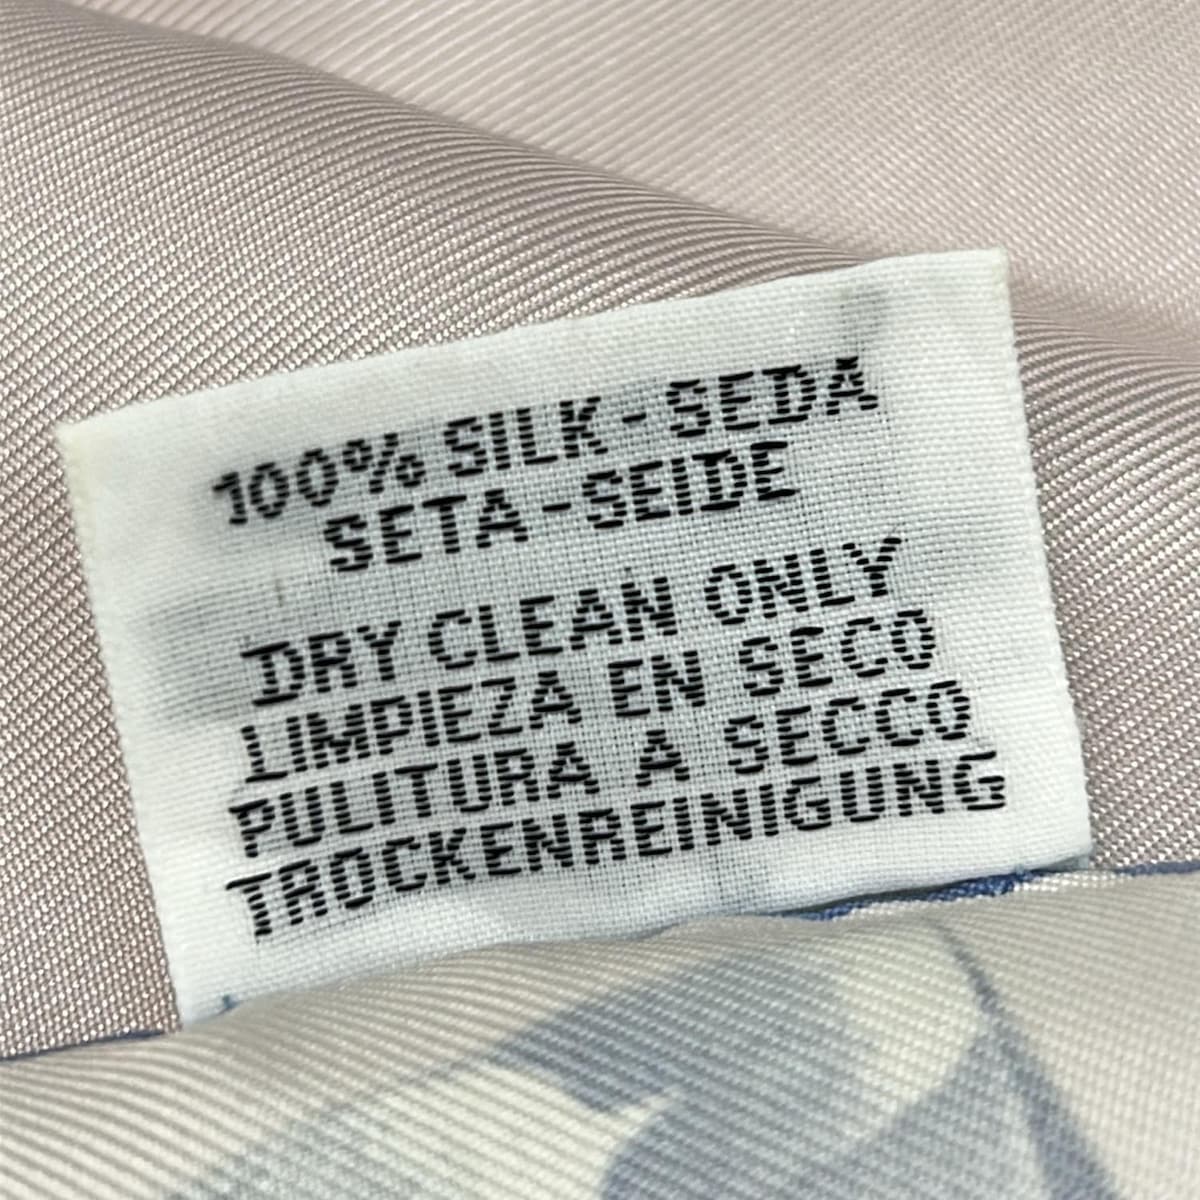 100% SILK - SEDA
SETA - SEIDE
DRY CLEAN ONLY
LIMPIEZA EN SECO
PULITURA A SECCO
TROCKENREINIGUNG